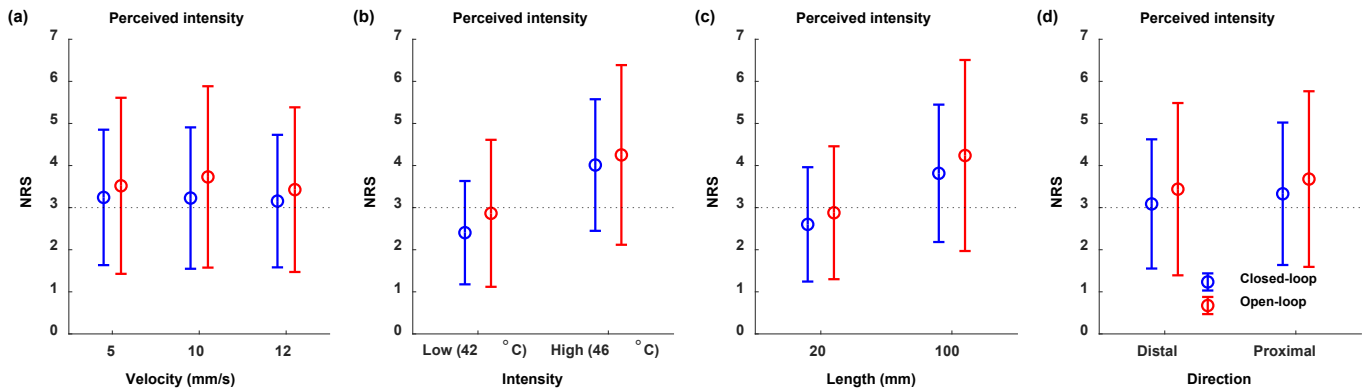 (a) Perceived intensity
7
6
5
4
3
2
1
0
NRS
5 10 12
Velocity (mm/s)
(b) Perceived intensity
7
6
5
4
3
2
1
0
NRS
Low (42 °C) High (46 °C)
Intensity
(c) Perceived intensity
7
6
5
4
3
2
1
0
NRS
20 100
Length (mm)
(d) Perceived intensity
7
6
5
4
3
2
1
0
NRS
Closed-loop
Open-loop
Distal Proximal
Direction